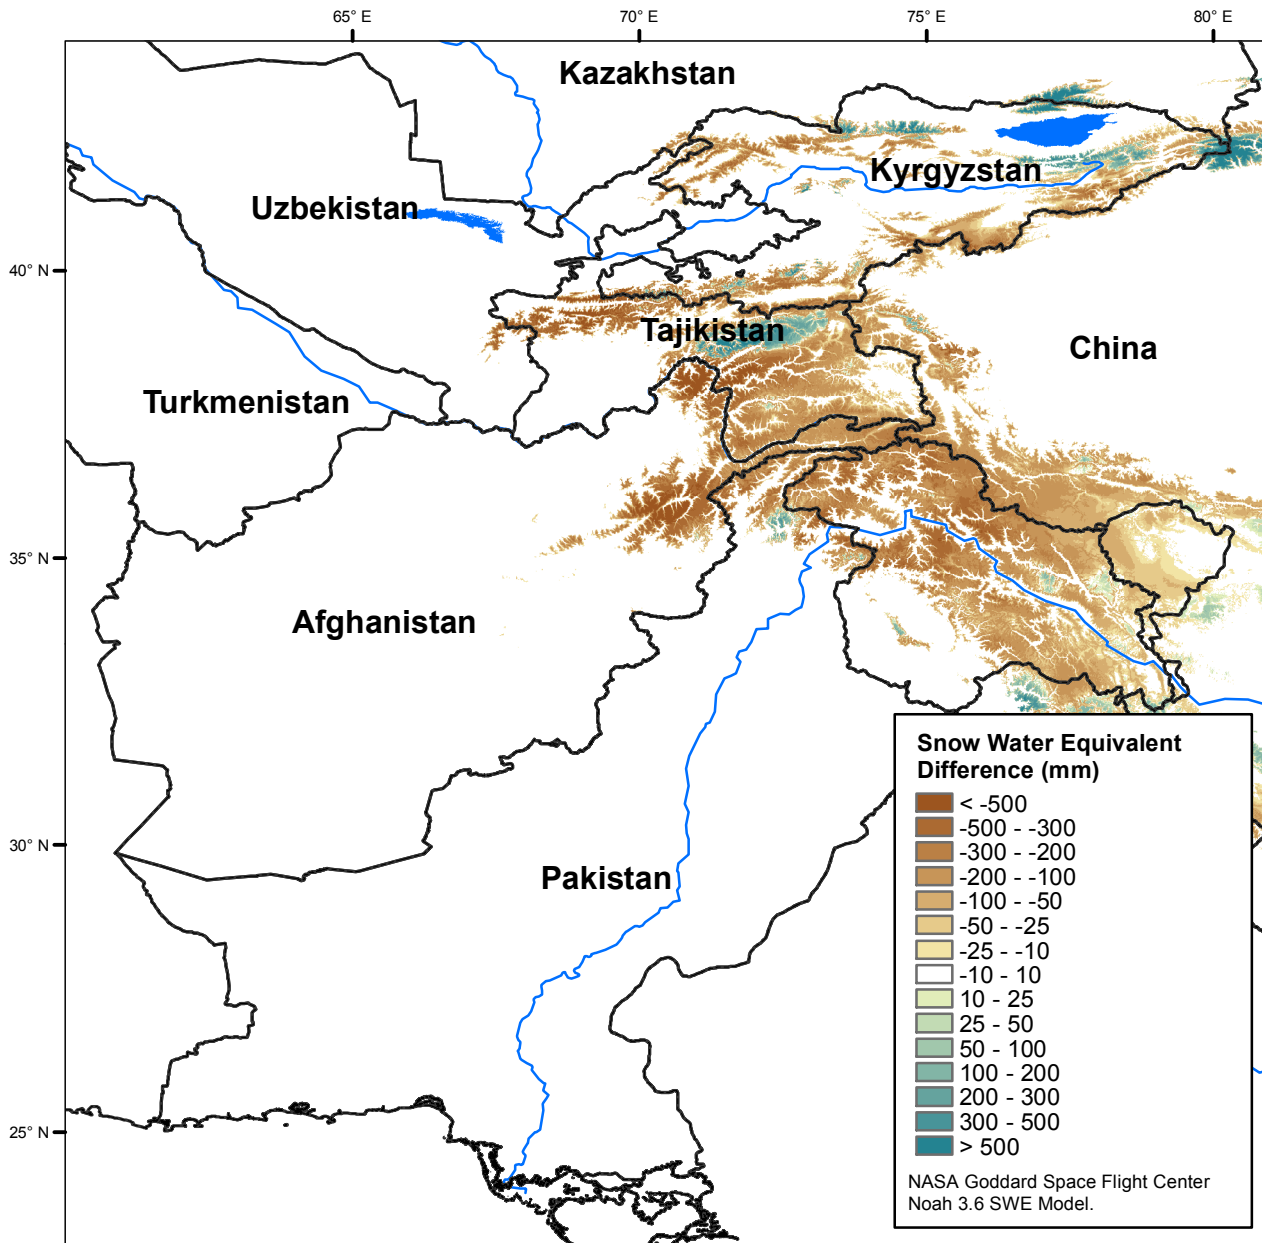 65° E
70° E
75° E
80° E
Kazakhstan
Kyrgyzstan
Uzbekistan
40° N
Tajikistan
China
Turkmenistan
35° N
Afghanistan
30° N
Pakistan
25° N
Snow Water Equivalent
Difference (mm)
< -500
-500 - -300
-300 - -200
-200 - -100
-100 - -50
-50 - -25
-25 - -10
-10 - 10
10 - 25
25 - 50
50 - 100
100 - 200
200 - 300
300 - 500
> 500
NASA Goddard Space Flight Center
Noah 3.6 SWE Model.